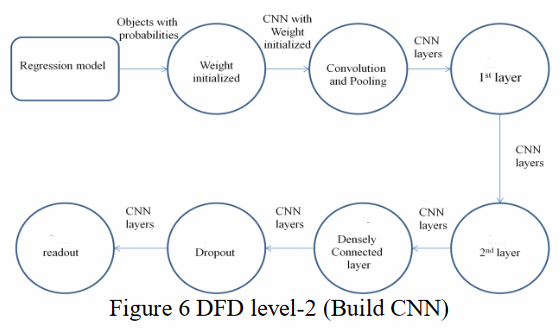 Objects with
probabilities
CNN with
Weight
initialized
CNN
layers
Regression model
Weight
initialized
Convolution
and Pooling
1st layer
CNN
layers
CNN
layers
CNN
layers
CNN
layers
CNN
layers
readout
Dropout
Densely
Connected
layer
2nd layer
Figure 6 DFD level-2 (Build CNN)